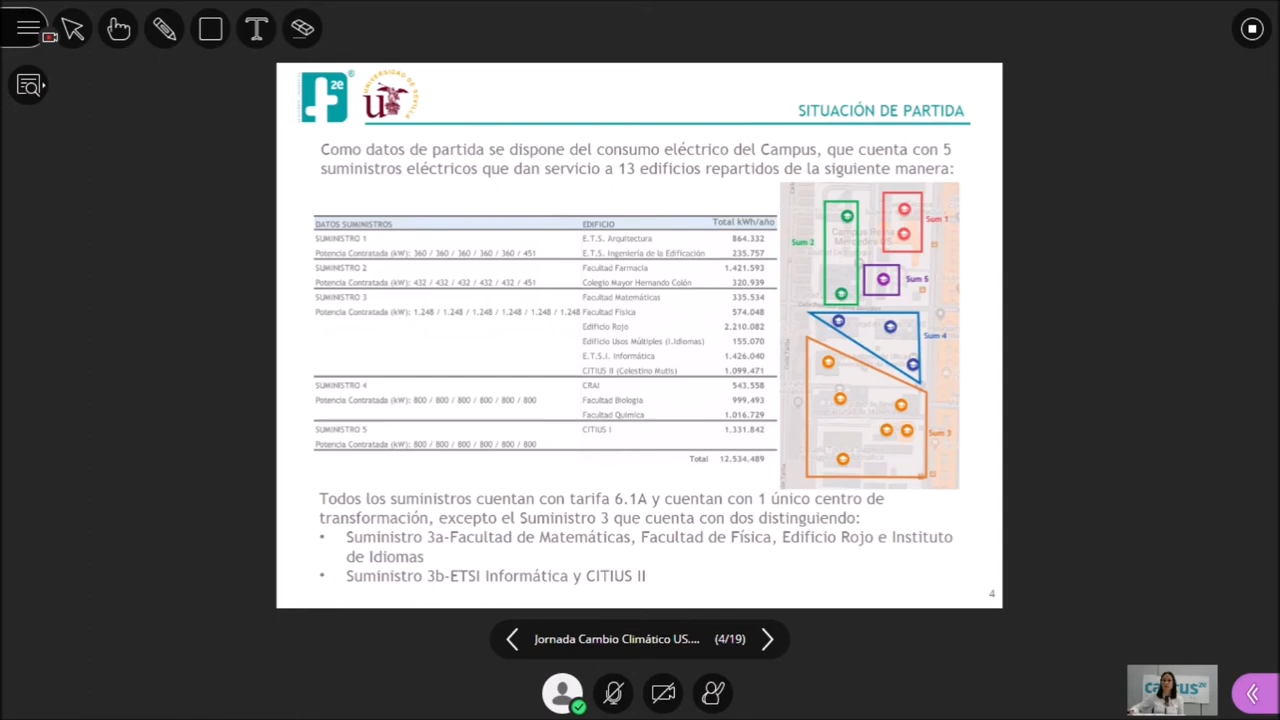 2e
UNIVERSIDAD DE SEVILLA
SITUACIÓN DE PARTIDA
Como datos de partida se dispone del consumo eléctrico del Campus, que cuenta con 5
suministros eléctricos que dan servicio a 13 edificios repartidos de la siguiente manera:
DATOS SUMINISTROS EDIFICIO Total kWh/año
SUMINISTRO 1 E.T.S. Arquitectura 864.332
Potencia Contratada (kW): 360 / 360 / 360 / 360 / 360 / 451 E.T.S. Ingeniería de la Edificación 235.757
SUMINISTRO 2 Facultad Farmacia 1.421.593
Potencia Contratada (kW): 432 / 432 / 432 / 432 / 432 / 451 Colegio Mayor Hernando Colón 320.939
SUMINISTRO 3 Facultad Matemáticas 335.534
Potencia Contratada (kW): 1.248 / 1.248 / 1.248 / 1.248 / 1.248 / 1.248 Facultad Física 574.048
Edificio Rojo 2.210.082
Edificio Usos Múltiples (I.Idiomas) 155.070
E.T.S.I. Informática 1.426.040
CITIUS II (Celestino Mutis) 1.099.471
SUMINISTRO 4 CRAI 543.558
Potencia Contratada (kW): 800 / 800 / 800 / 800 / 800 / 800 Facultad Biología 999.493
Facultad Química 1.016.729
SUMINISTRO 5 CITIUS I 1.331.842
Potencia Contratada (kW): 800 / 800 / 800 / 800 / 800 / 800
Total 12.534.489
Sum 1
Sum 2
Campus Reina
Mercedes US
Sum 5
Sum 4
Sum 3
Todos los suministros cuentan con tarifa 6.1A y cuentan con 1 único centro de
transformación, excepto el Suministro 3 que cuenta con dos distinguiendo:
• Suministro 3a-Facultad de Matemáticas, Facultad de Física, Edificio Rojo e Instituto
de Idiomas
• Suministro 3b-ETSI Informática y CITIUS II
4
Jornada Cambio Climático US.... (4/19)